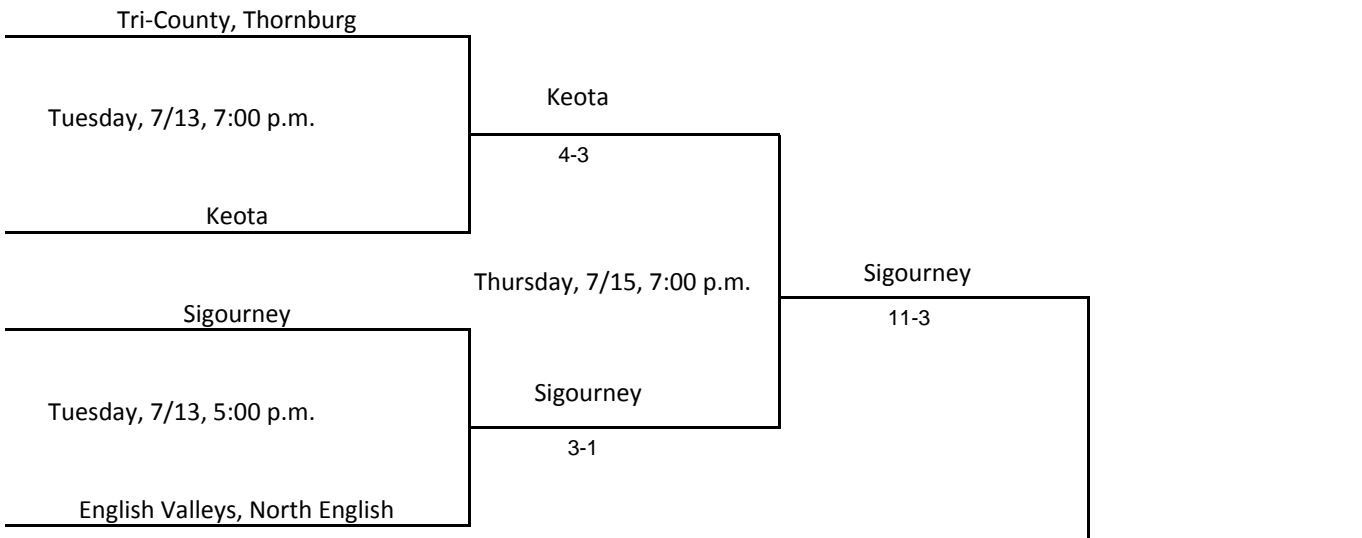 Tri-County, Thornburg
Keota
Tuesday, 7/13, 7:00 p.m.
4-3
Keota
Thursday, 7/15, 7:00 p.m.
Sigourney
Sigourney
11-3
Sigourney
Tuesday, 7/13, 5:00 p.m.
3-1
English Valleys, North English